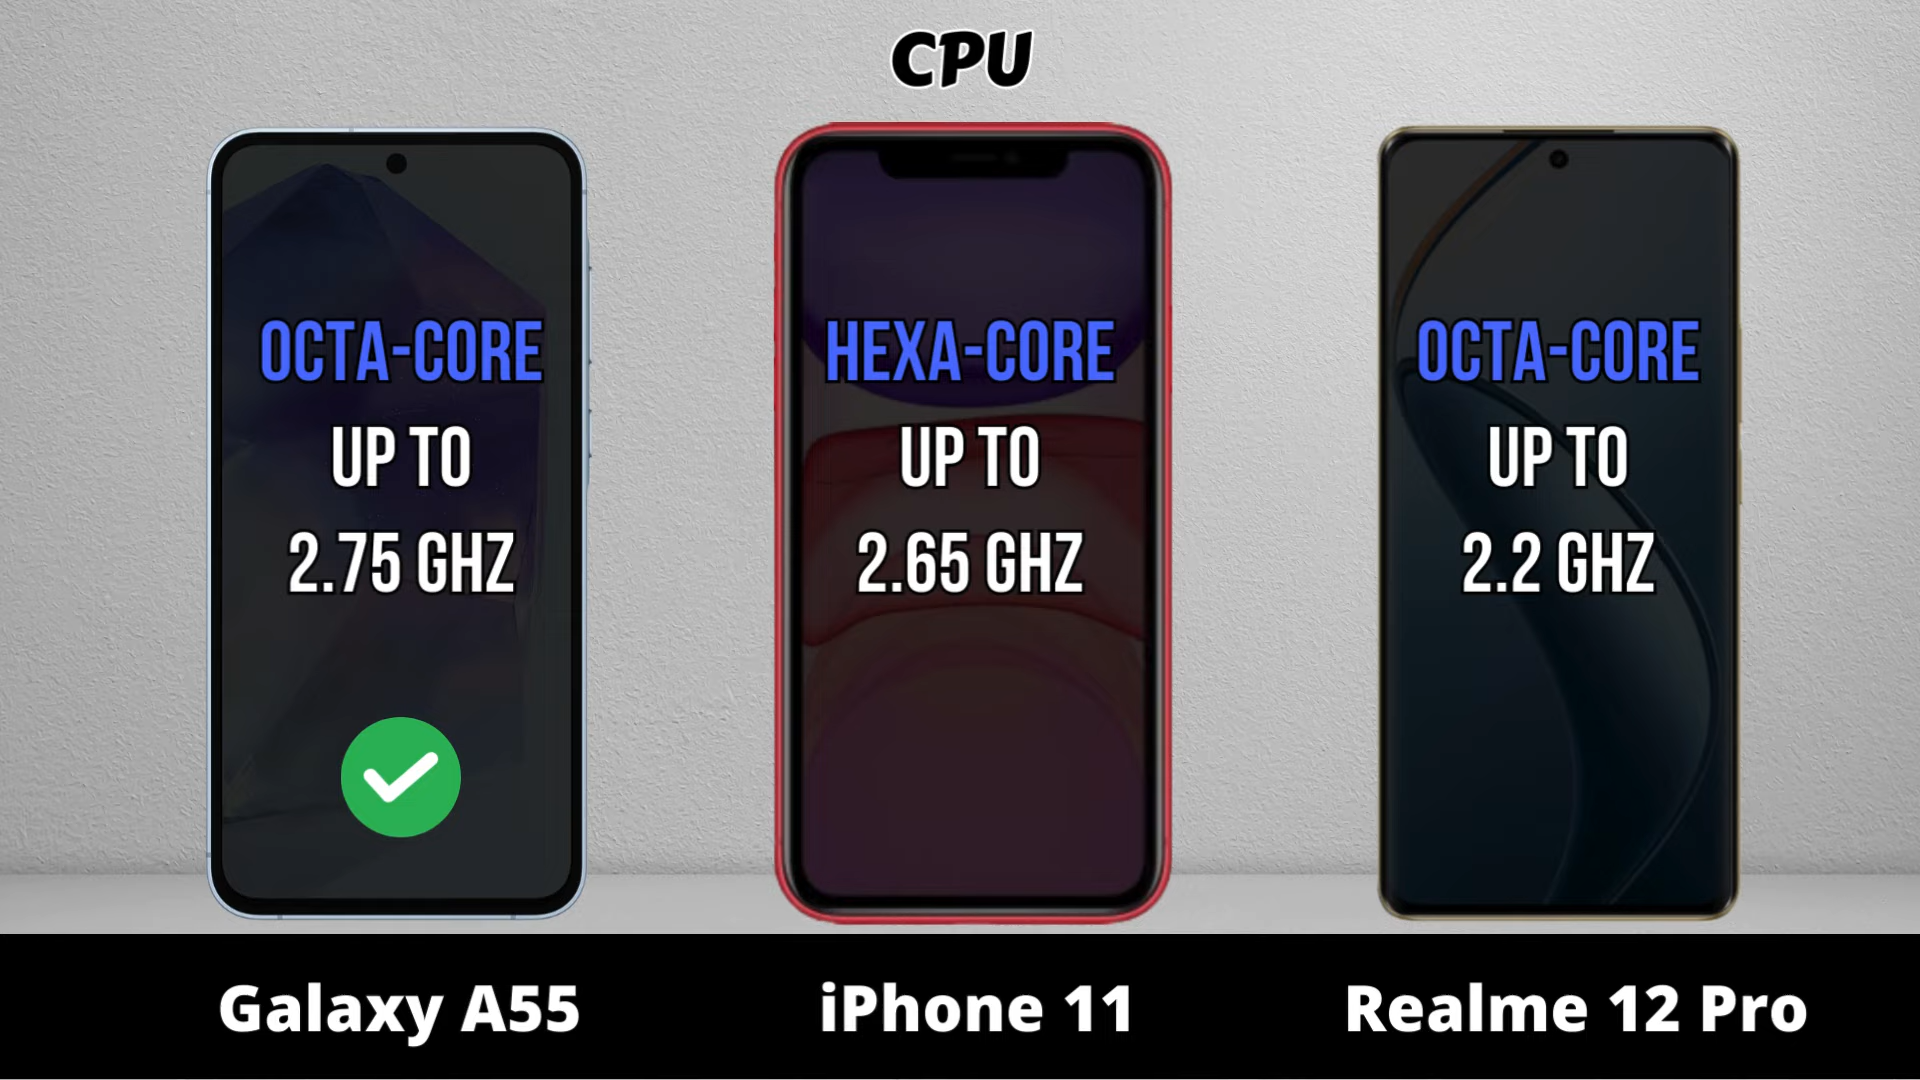 CPU
OCTA-CORE
UP TO
2.75 GHZ
HEXA-CORE
UP TO
2.65 GHZ
OCTA-CORE
UP TO
2.2 GHZ
Galaxy A55
iPhone 11
Realme 12 Pro